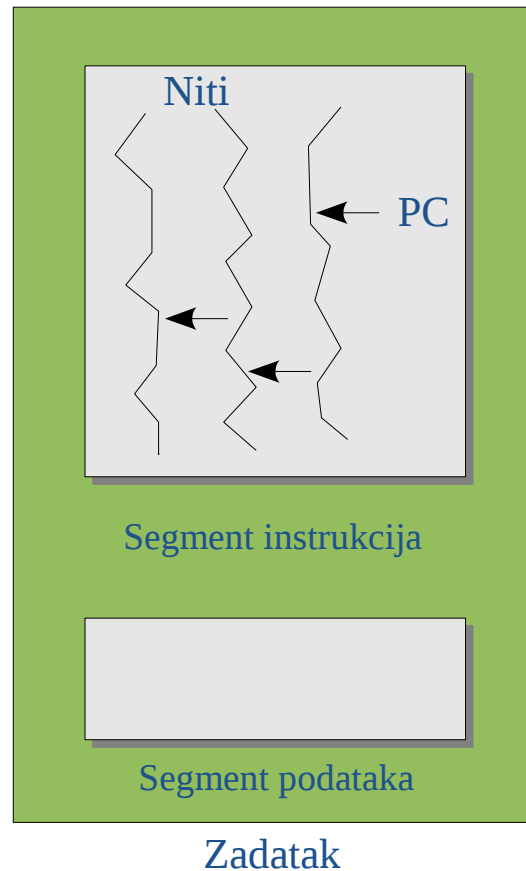 Niti
PC
Segment instrukcija
Segment podataka
Zadatak